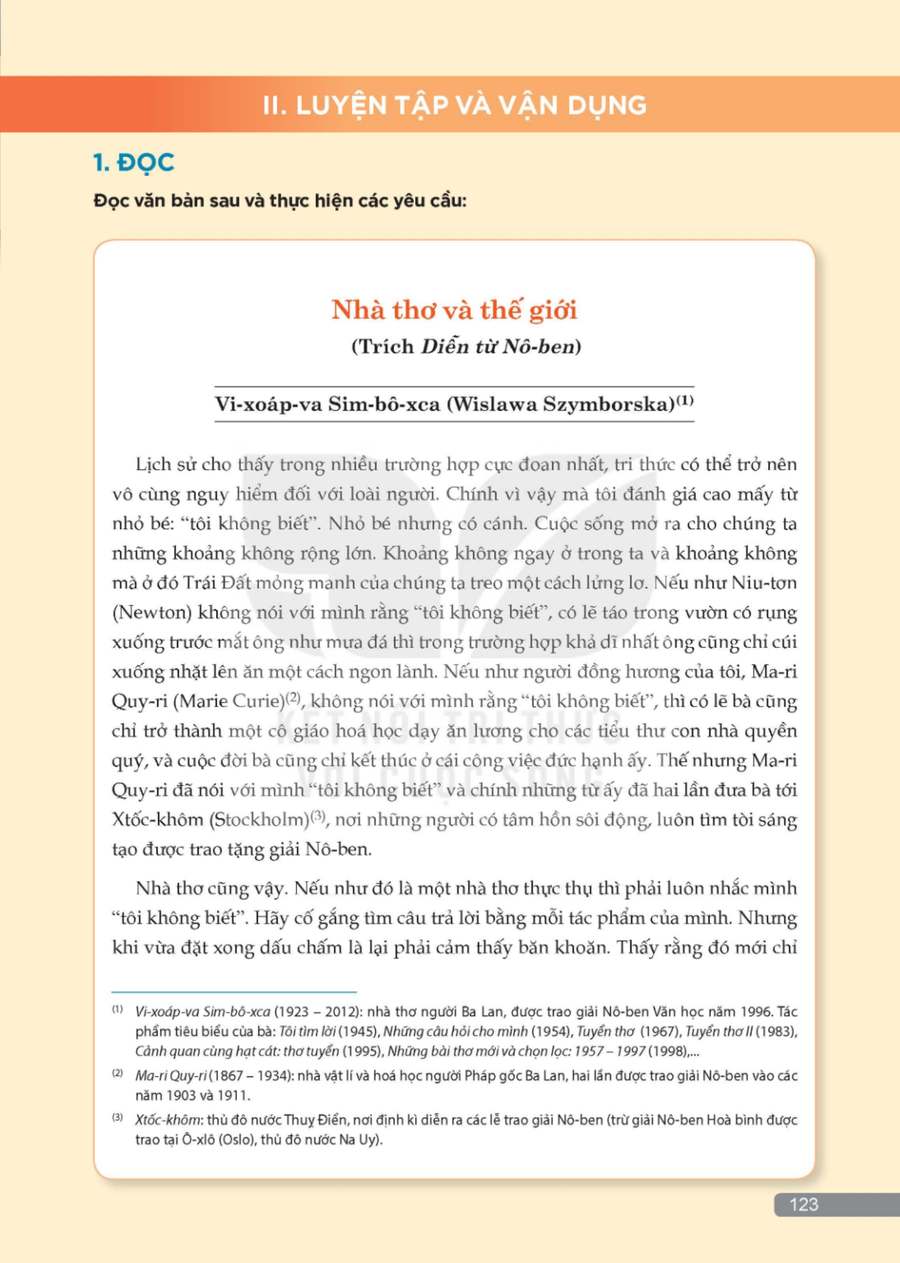 II. LUYỆN TẬP VÀ VẬN DỤNG
1. ĐỌC
Đọc văn bản sau và thực hiện các yêu cầu:
Nhà thơ và thế giới
(Trích Diễn từ Nô-ben)
Vi-xoáp-va Sim-bô-xca (Wislawa Szymborska)(1)
Lịch sử cho thấy trong nhiều trường hợp cực đoan nhất, tri thức có thể trở nên
vô cùng nguy hiểm đối với loài người. Chính vì vậy mà tôi đánh giá cao mấy từ
nhỏ bé: “tôi không biết”. Nhỏ bé nhưng có cánh. Cuộc sống mở ra cho chúng ta
những khoảng không rộng lớn. Khoảng không ngay ở trong ta và khoảng không
mà ở đó Trái Đất mỏng manh của chúng ta treo một cách lửng lơ. Nếu như Niu-tơn
(Newton) không nói với mình rằng “tôi không biết”, có lẽ táo trong vườn có rụng
xuống trước mắt ông như mưa đá thì trong trường hợp khả dĩ nhất ông cũng chỉ cúi
xuống nhặt lên ăn một cách ngon lành. Nếu như người đồng hương của tôi, Ma-ri
Quy-ri (Marie Curie)(2), không nói với mình rằng “tôi không biết”, thì có lẽ bà cũng
chỉ trở thành một cô giáo hoá học dạy ăn lương cho các tiểu thư con nhà quyền
quý, và cuộc đời bà cũng chỉ kết thúc ở cái công việc đức hạnh ấy. Thế nhưng Ma-ri
Quy-ri đã nói với mình “tôi không biết” và chính những từ ấy đã hai lần đưa bà tới
Xtốc-khôm (Stockholm)(3), nơi những người có tâm hồn sôi động, luôn tìm tòi sáng
tạo được trao tặng giải Nô-ben.
Nhà thơ cũng vậy. Nếu như đó là một nhà thơ thực thụ thì phải luôn nhắc mình
“tôi không biết”. Hãy cố gắng tìm câu trả lời bằng mỗi tác phẩm của mình. Nhưng
khi vừa đặt xong dấu chấm là lại phải cảm thấy băn khoăn. Thấy rằng đó mới chỉ
KẾT NỐI TRI THỨC
VỚI CUỘC SỐNG
(1) Vi-xoáp-va Sim-bô-xca (1923 – 2012): nhà thơ người Ba Lan, được trao giải Nô-ben Văn học năm 1996. Tác
phẩm tiêu biểu của bà: Tôi tìm lời (1945), Những câu hỏi cho mình (1954), Tuyển thơ (1967), Tuyển thơ II (1983),
Cảnh quan cùng hạt cát: thơ tuyển (1995), Những bài thơ mới và chọn lọc: 1957 – 1997 (1998),...
(2) Ma-ri Quy-ri (1867 – 1934): nhà vật lí và hoá học người Pháp gốc Ba Lan, hai lần được trao giải Nô-ben vào các
năm 1903 và 1911.
(3) Xtốc-khôm: thủ đô nước Thuỵ Điển, nơi định kì diễn ra các lễ trao giải Nô-ben (trừ giải Nô-ben Hoà bình được
trao tại Ô-xlô (Oslo), thủ đô nước Na Uy).
123